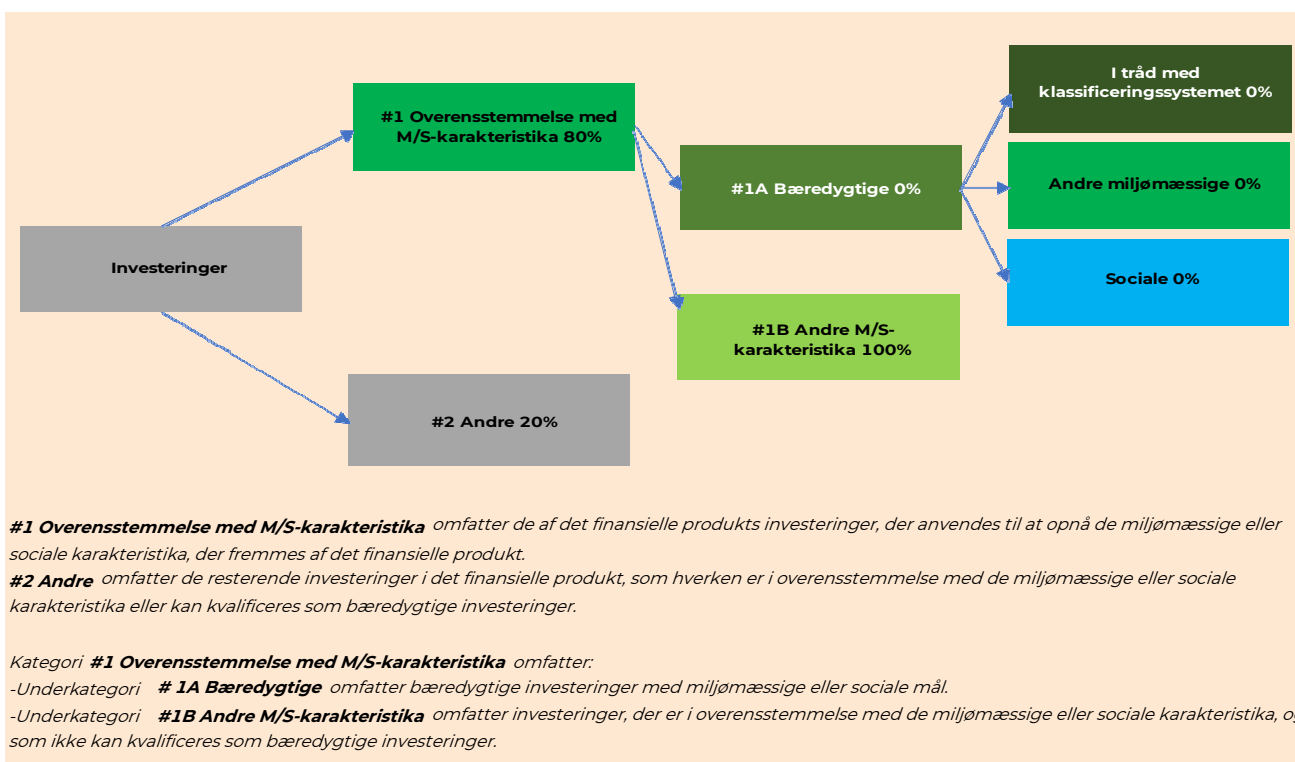 I tråd med
klassificeringssystemet 0%
#1 Overensstemmelse med
M/S-karakteristika 80%
#1A Bæredygtige 0%
Andre miljømæssige 0%
Investeringer
Sociale 0%
#1B Andre M/S-
karakteristika 100%
#2 Andre 20%
#1 Overensstemmelse med M/S-karakteristika omfatter de af det finansielle produkts investeringer, der anvendes til at opnå de miljømæssige eller
sociale karakteristika, der fremmes af det finansielle produkt.
#2 Andre omfatter de resterende investeringer i det finansielle produkt, som hverken er i overensstemmelse med de miljømæssige eller sociale
karakteristika eller kan kvalificeres som bæredygtige investeringer.
Kategori #1 Overensstemmelse med M/S-karakteristika omfatter:
-Underkategori # 1A Bæredygtige omfatter bæredygtige investeringer med miljømæssige eller sociale mål.
-Underkategori #1B Andre M/S-karakteristika omfatter investeringer, der er i overensstemmelse med de miljømæssige eller sociale karakteristika,
som ikke kan kvalificeres som bæredygtige investeringer.